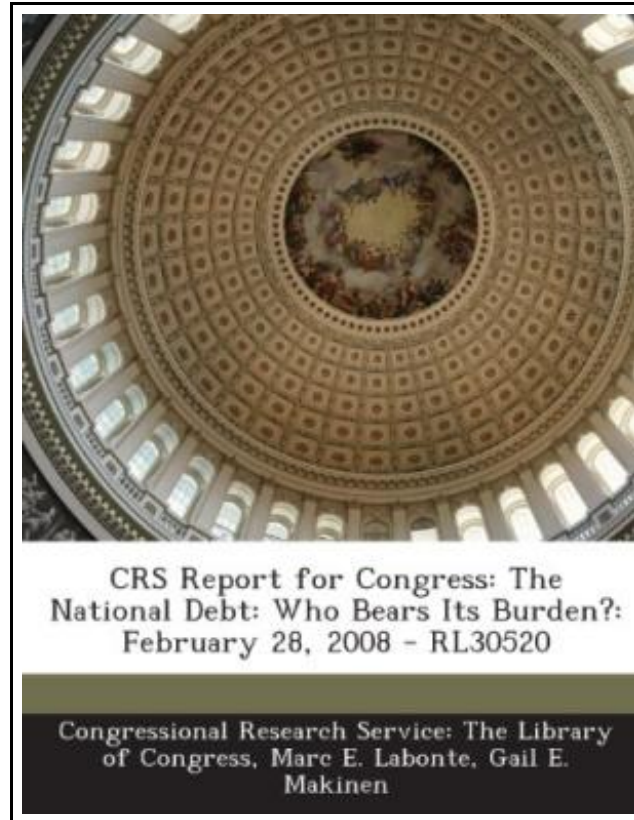 CRS Report for Congress: The
National Debt: Who Bears Its Burden?:
February 28, 2008 - RL30520
Congressional Research Service: The Library
of Congress, Marc E. Labonte, Gail E.
Makinen